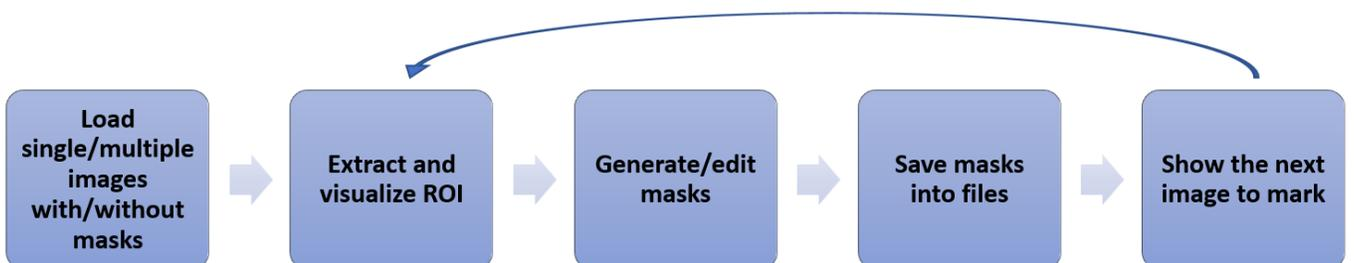 Load
single/multiple
images
with/without
masks
Extract and
visualize ROI
Generate/edit
masks
Save masks
into files
Show the next
image to mark